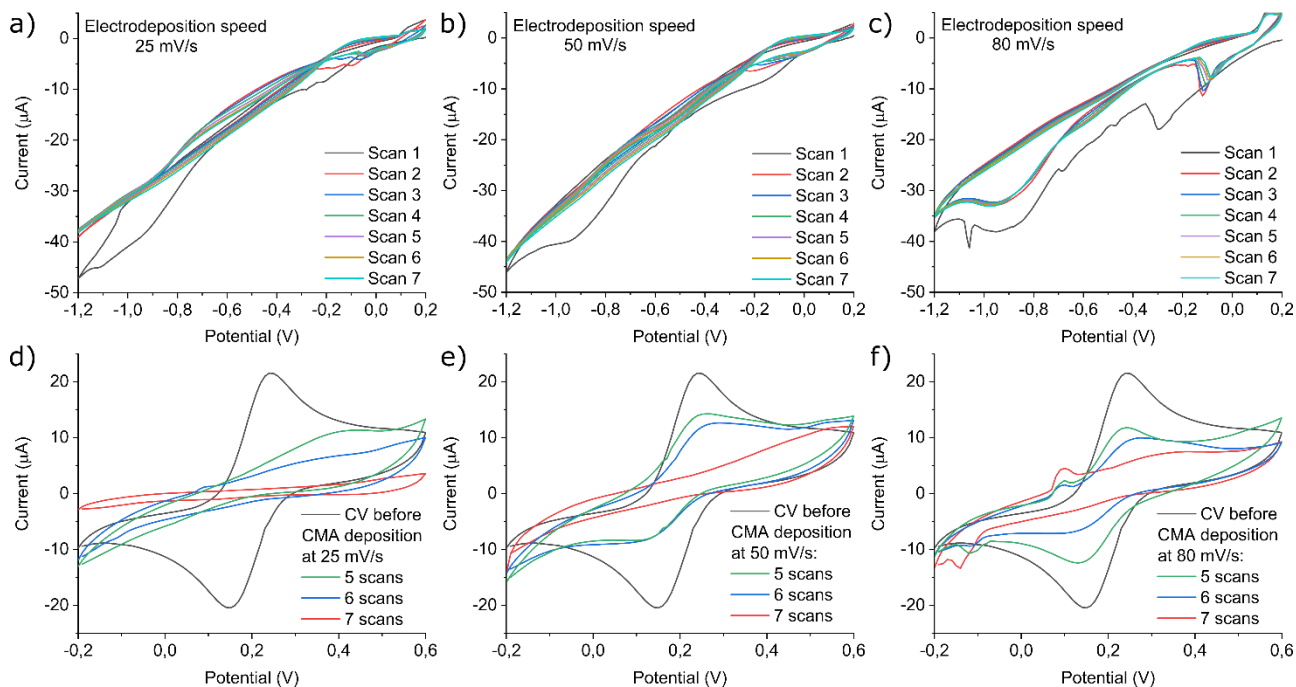 a)
Electrodeposition speed
25 mV/s
0
-10
-20
-30
-40
-50
Current (µA)
Scan 1
Scan 2
Scan 3
Scan 4
Scan 5
Scan 6
Scan 7
-1,2 -1,0 -0,8 -0,6 -0,4 -0,2 0,0 0,2
Potential (V)
b)
Electrodeposition speed
50 mV/s
0
-10
-20
-30
-40
-50
Current (µA)
Scan 1
Scan 2
Scan 3
Scan 4
Scan 5
Scan 6
Scan 7
-1,2 -1,0 -0,8 -0,6 -0,4 -0,2 0,0 0,2
Potential (V)
c)
Electrodeposition speed
80 mV/s
0
-10
-20
-30
-40
-50
Current (µA)
Scan 1
Scan 2
Scan 3
Scan 4
Scan 5
Scan 6
Scan 7
-1,2 -1,0 -0,8 -0,6 -0,4 -0,2 0,0 0,2
Potential (V)
d)
20
10
0
-10
-20
Current (µA)
CV before
CMA deposition
at 25 mV/s
5 scans
6 scans
7 scans
-0,2 0,0 0,2 0,4 0,6
Potential (V)
e)
20
10
0
-10
-20
Current (µA)
CV before
CMA deposition
at 50 mV/s:
5 scans
6 scans
7 scans
-0,2 0,0 0,2 0,4 0,6
Potential (V)
f)
20
10
0
-10
-20
Current (µA)
CV before
CMA deposition
at 80 mV/s:
5 scans
6 scans
7 scans
-0,2 0,0 0,2 0,4 0,6
Potential (V)